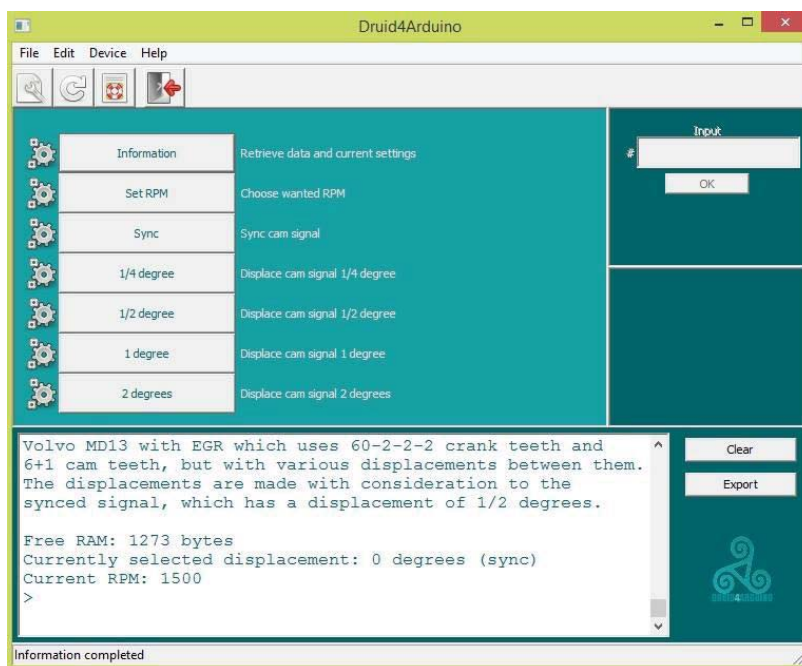 Druid4Arduino
File Edit Device Help
Information Retrieve data and current settings
Set RPM Choose wanted RPM
Sync Sync cam signal
1/4 degree Displace cam signal 1/4 degree
1/2 degree Displace cam signal 1/2 degree
1 degree Displace cam signal 1 degree
2 degrees Displace cam signal 2 degrees
Input
#
OK
Volvo MD13 with EGR which uses 60-2-2-2 crank teeth and
6+1 cam teeth, but with various displacements between them.
The displacements are made with consideration to the
synced signal, which has a displacement of 1/2 degrees.
Free RAM: 1273 bytes
Currently selected displacement: 0 degrees (sync)
Current RPM: 1500
>
Clear
Export
DRUID4ARDUINO
Information completed